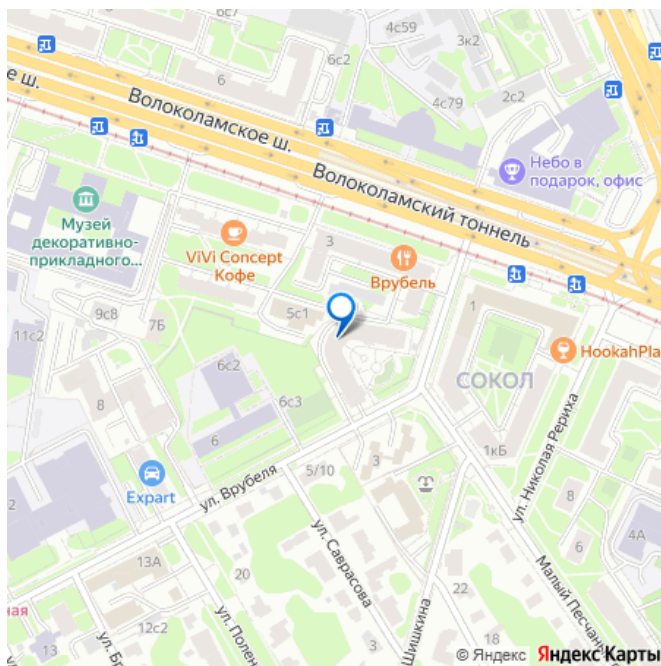 6с7
4с59
3к2
6с2
6
4с79
2с2
е ш.
Волоколамское ш.
Небо в
подарок, офис
Волоколамский тоннель
Музей
декоративно-
прикладного...
ViVi Concept
Кофе
3
Врубель
9с8
7Б
5с1
1
11с2
6с2
HookahPla
СОКОЛ
8
6с3
6
1кБ
ул. Николая Рериха
Expart
ул. Врубеля
5/10
3
3
8
4А
6
13А
20
ул. Саврасова
22
Малый Песчан
12с2
ул. Полен
Шишкина
18
ная
13
ул. Бр
© Яндекс Яндекс Карты